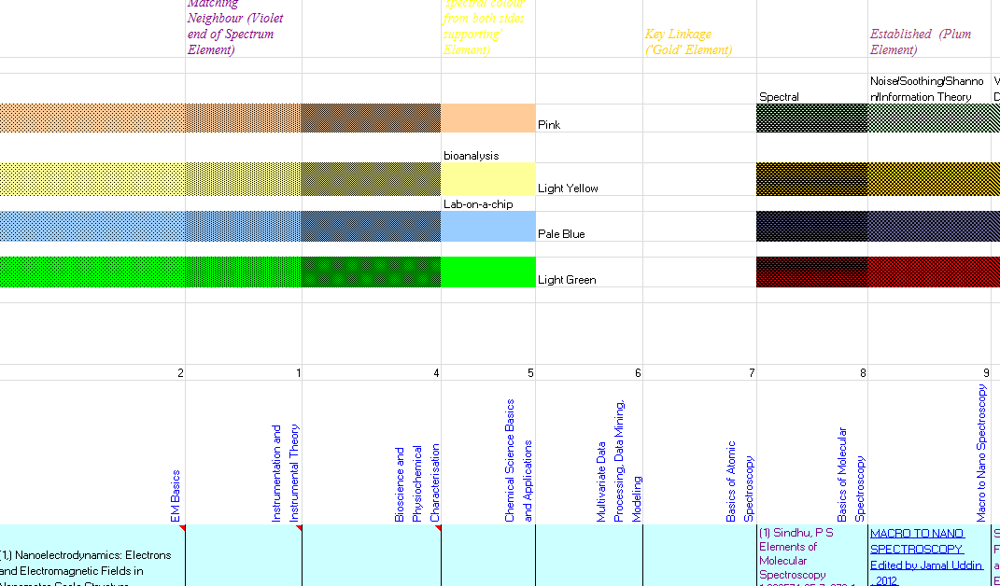 Matching
Neighbour (Violet
end of Spectrum
Element)
'spectral colour
from both sides
supporting'
Element)
Key Linkage
('Gold' Element)
Established (Plum
Element)
Spectral
Noise/Soothing/Shanno
n/Information Theory
V
D
Pink
bioanalysis
Light Yellow
Lab-on-a-chip
Pale Blue
Light Green
2
1
4
5
6
7
8
9
EM Basics
Instrumentation and
Instrumental Theory
Bioscience and
Physiochemical
Characterisation
Chemical Science Basics
and Applications
Multivariate Data
Processing, Data Mining,
Modeling
Basics of Atomic
Spectroscopy
Basics of Molecular
Spectroscopy
Macro to Nano Spectroscopy
(1,) Nanoelectrodynamics: Electrons
and Electromagnetic Fields in
Nanometer-Scale Structure
(1) Sindhu, P S
Elements of
Molecular
Spectroscopy
MACRO TO NANO
SPECTROSCOPY
Edited by Jamal Uddin
, 2012
S
F
a
E